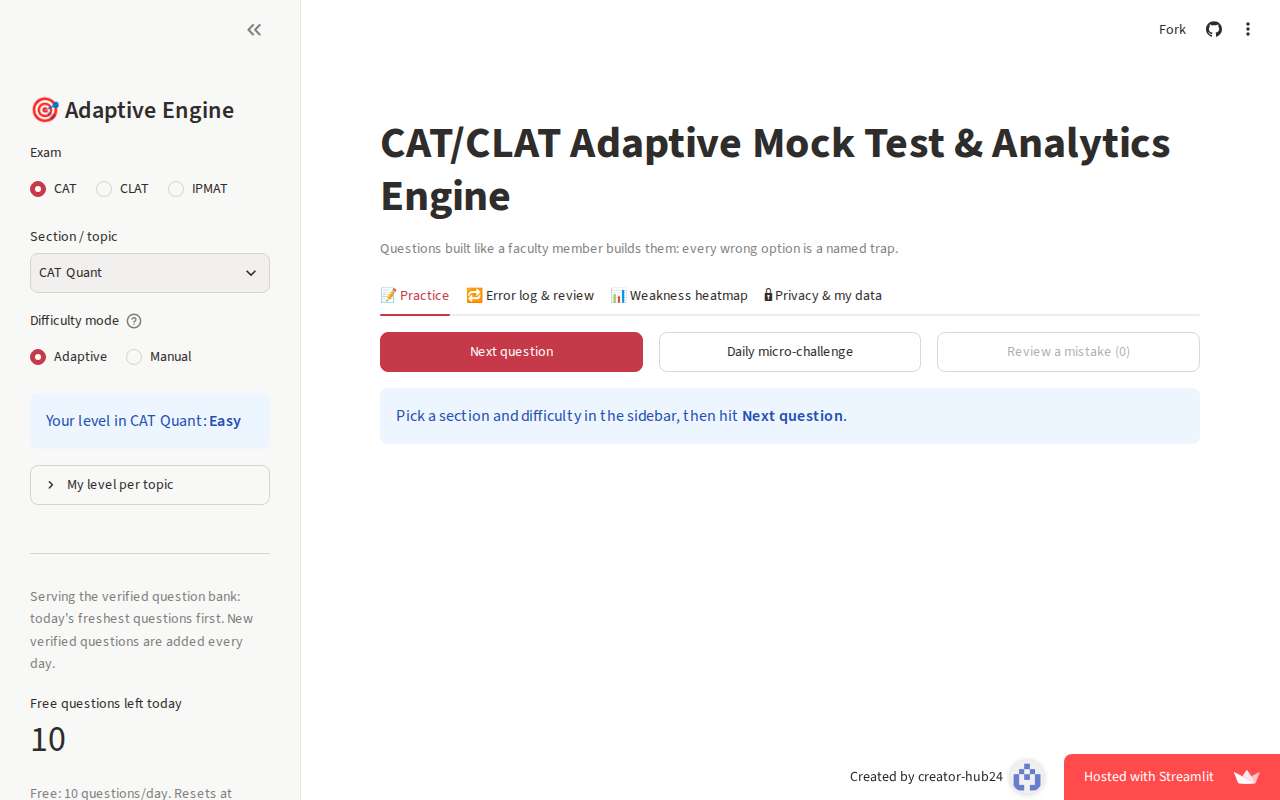 Fork
🎯 Adaptive Engine
Exam
CAT
CLAT
IPMAT
Section / topic
CAT Quant
Difficulty mode
Adaptive
Manual
Your level in CAT Quant: Easy
My level per topic
Serving the verified question bank:
today's freshest questions first. New
verified questions are added every
day.
Free questions left today
10
Free: 10 questions/day. Resets at
CAT/CLAT Adaptive Mock Test & Analytics
Engine
Questions built like a faculty member builds them: every wrong option is a named trap.
📝 Practice
🔁 Error log & review
📊 Weakness heatmap
🔒 Privacy & my data
Next question
Daily micro-challenge
Review a mistake (0)
Pick a section and difficulty in the sidebar, then hit Next question.
Created by creator-hub24
Hosted with Streamlit